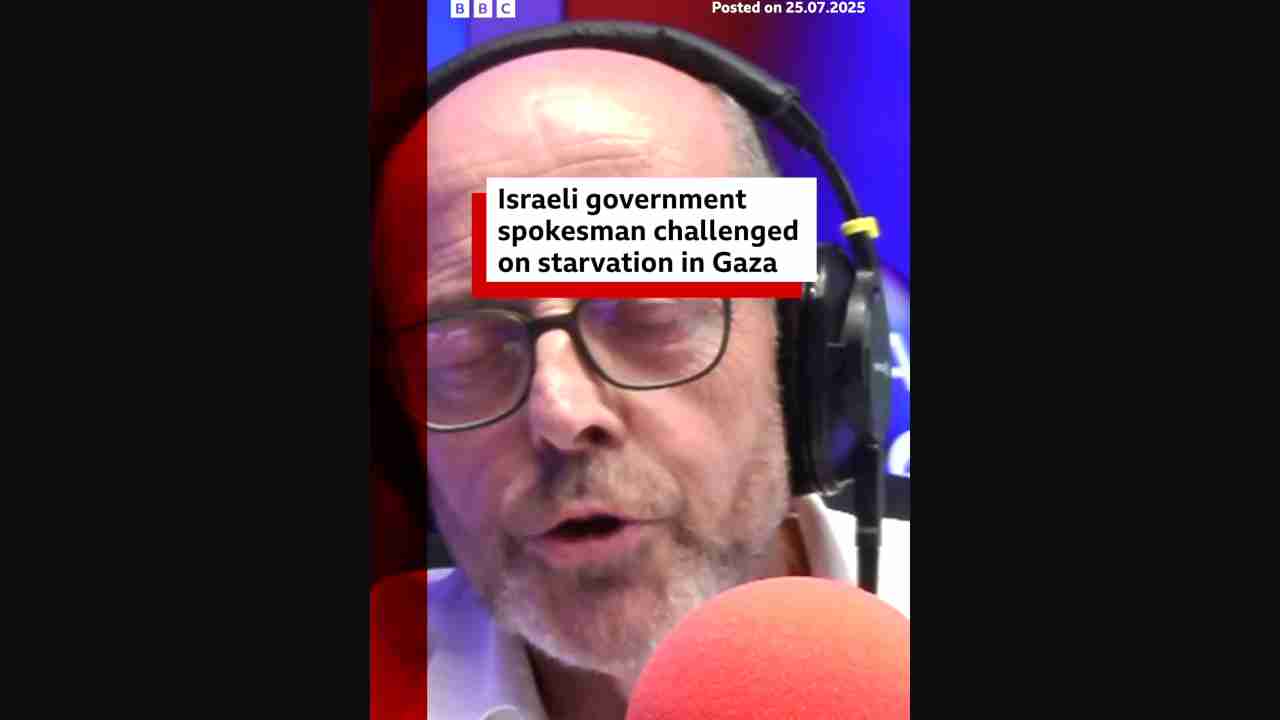 BBC
Posted on 25.07.2025
Israeli government
spokesman challenged
on starvation in Gaza